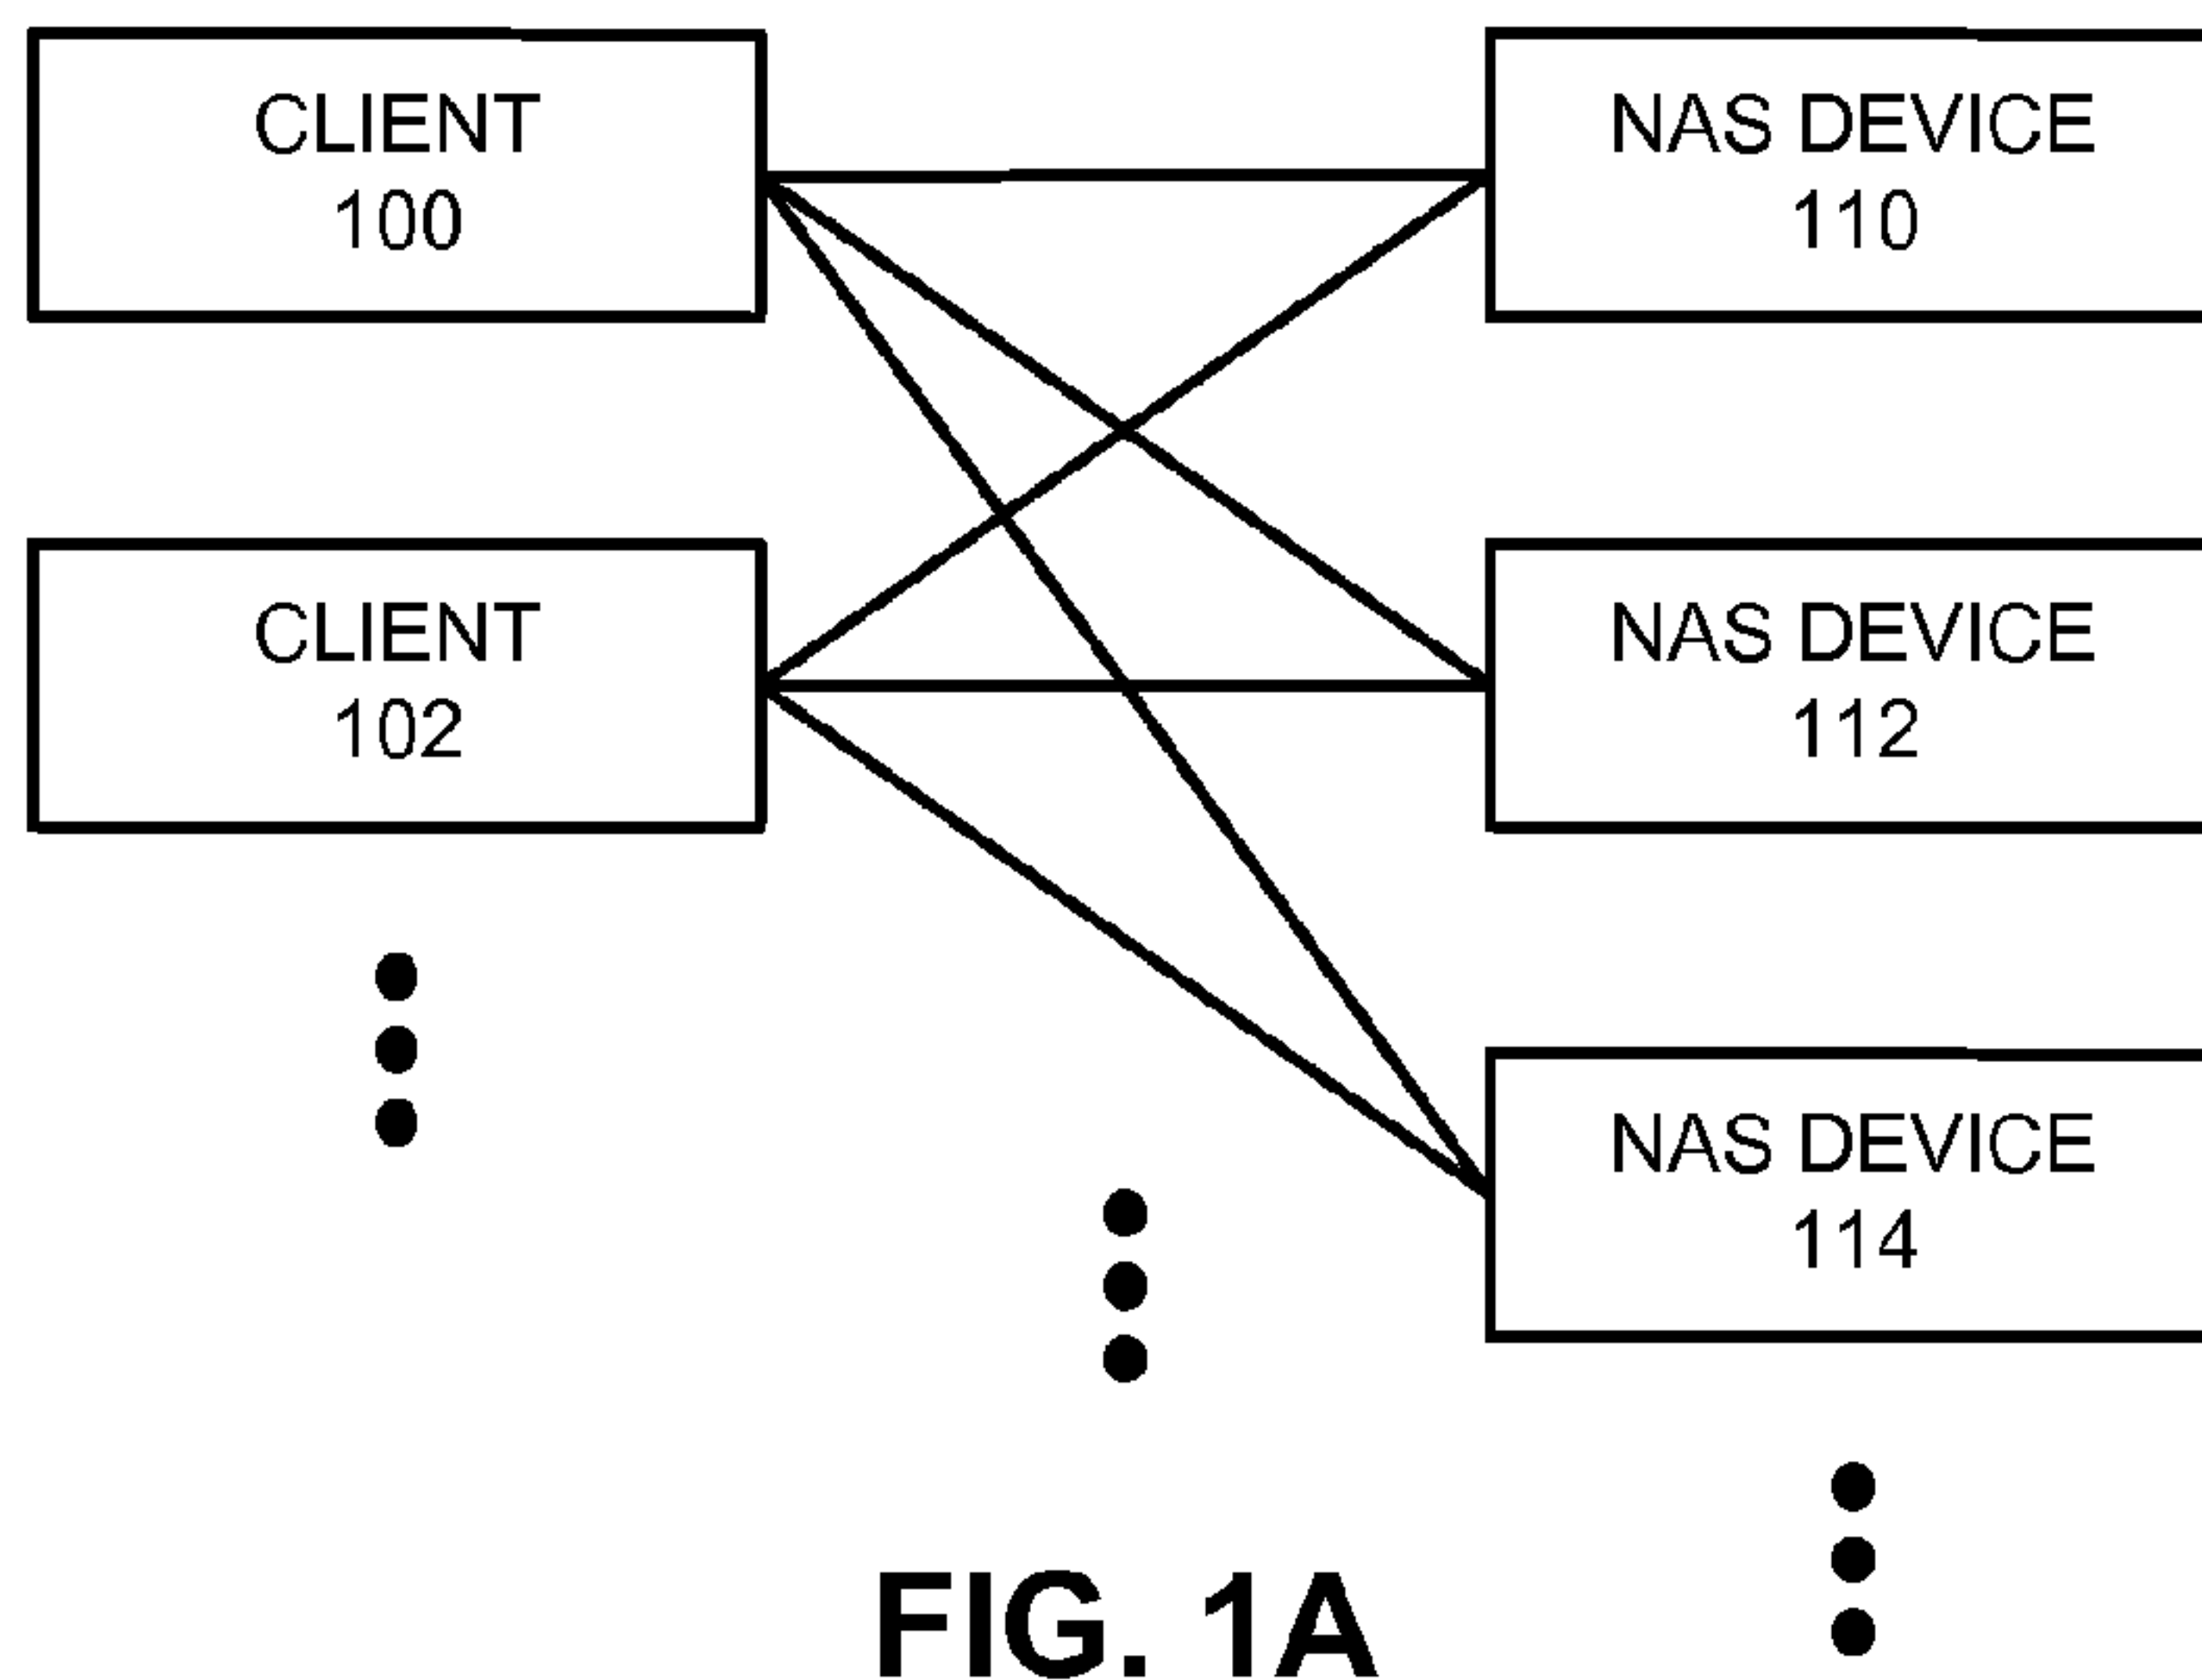 CLIENT
100
NAS DEVICE
110
CLIENT
102
NAS DEVICE
112
NAS DEVICE
114
FIG. 1A